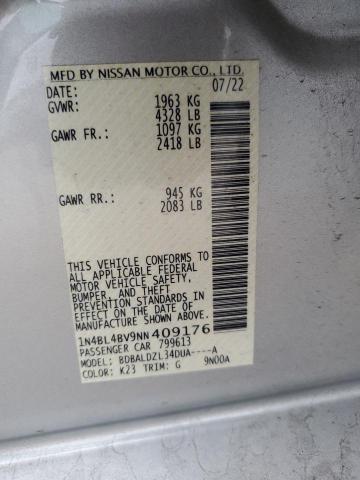 MFD BY NISSAN MOTOR CO., LTD.
DATE: 07/22
GVWR: 1963 KG
4328 LB
GAWR FR.: 1097 KG
2418 LB
GAWR RR.: 945 KG
2083 LB
THIS VEHICLE CONFORMS TO
ALL APPLICABLE FEDERAL
MOTOR VEHICLE SAFETY,
BUMPER, AND THEFT
PREVENTION STANDARDS
IN EFFECT ON THE DATE OF
MANUFACTURE SHOWN ABOVE.
1N4BL4BV9NN409176
PASSENGER CAR 799613
MODEL: BDBALDZL34DUA----A
COLOR: K23 TRIM: G 9N00A